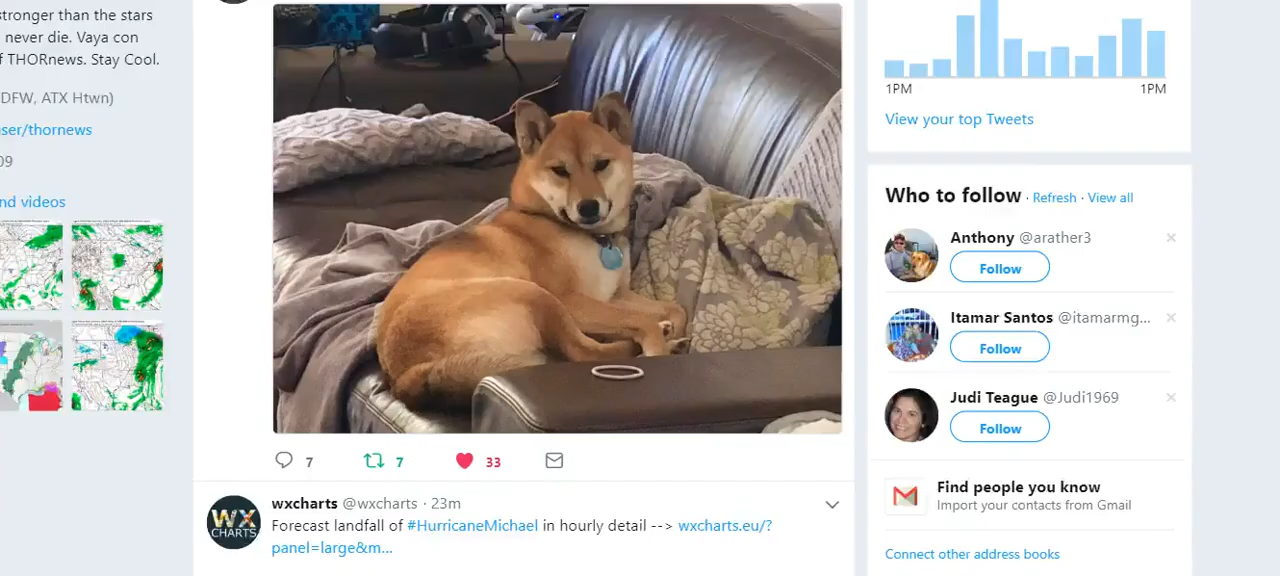 stronger than the stars
never die. Vaya con
f THORnews. Stay Cool.
DFW, ATX Htwn)
ser/thornews
09
nd videos
7
7
33
wxcharts @wxcharts · 23m
Forecast landfall of #HurricaneMichael in hourly detail --> wxcharts.eu/?
panel=large&m...
WX
CHARTS
1PM
1PM
View your top Tweets
Who to follow · Refresh · View all
Anthony @arather3
Follow
Itamar Santos @itamarmg...
Follow
Judi Teague @Judi1969
Follow
Find people you know
Import your contacts from Gmail
Connect other address books